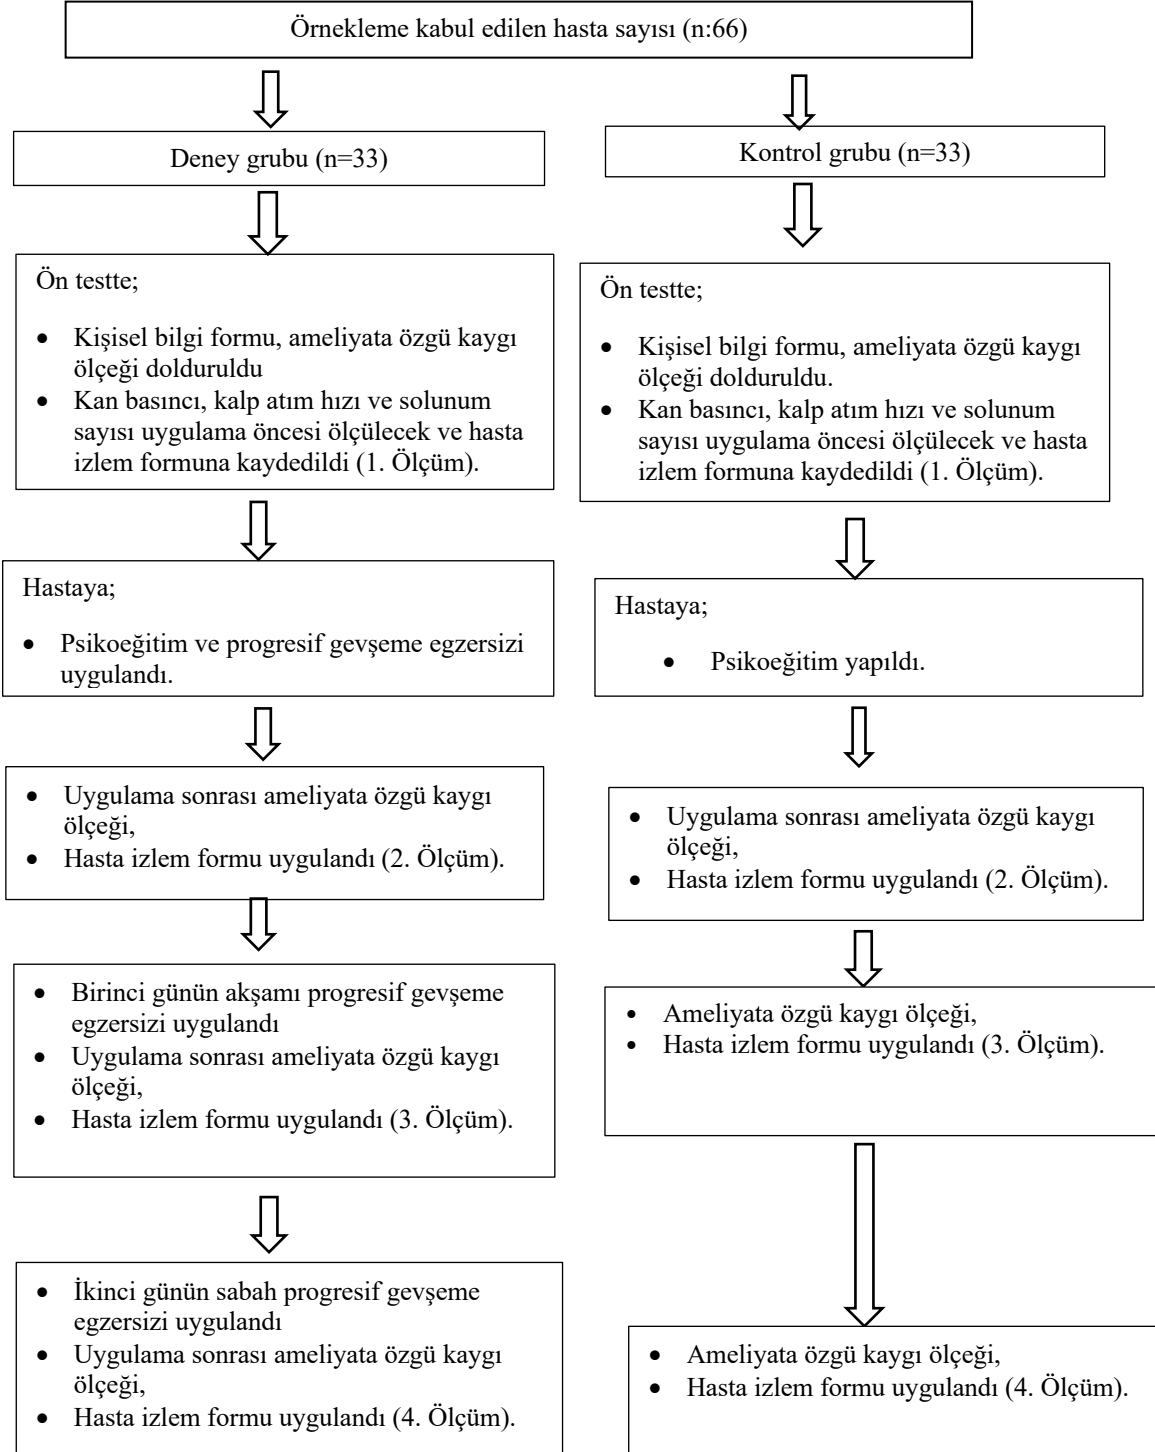 Örnekleme kabul edilen hasta sayısı (n:66)
Deney grubu (n=33)
Kontrol grubu (n=33)
Ön testte;
• Kişisel bilgi formu, ameliyata özgü kaygı
ölçeği dolduruldu
• Kan basıncı, kalp atım hızı ve solunum
sayısı uygulama öncesi ölçülecek ve hasta
izlem formuna kaydedildi (1. Ölçüm).
Ön testte;
• Kişisel bilgi formu, ameliyata özgü kaygı
ölçeği dolduruldu.
• Kan basıncı, kalp atım hızı ve solunum
sayısı uygulama öncesi ölçülecek ve hasta
izlem formuna kaydedildi (1. Ölçüm).
Hastaya;
• Psikoeğitim ve progresif gevşeme egzersizi
uygulandı.
Hastaya;
• Psikoeğitim yapıldı.
• Uygulama sonrası ameliyata özgü kaygı
ölçeği,
• Hasta izlem formu uygulandı (2. Ölçüm).
• Uygulama sonrası ameliyata özgü kaygı
ölçeği,
• Hasta izlem formu uygulandı (2. Ölçüm).
• Birinci günün akşamı progresif gevşeme
egzersizi uygulandı
• Uygulama sonrası ameliyata özgü kaygı
ölçeği,
• Hasta izlem formu uygulandı (3. Ölçüm).
• Ameliyata özgü kaygı ölçeği,
• Hasta izlem formu uygulandı (3. Ölçüm).
• İkinci günün sabah progresif gevşeme
egzersizi uygulandı
• Uygulama sonrası ameliyata özgü kaygı
ölçeği,
• Hasta izlem formu uygulandı (4. Ölçüm).
• Ameliyata özgü kaygı ölçeği,
• Hasta izlem formu uygulandı (4. Ölçüm).